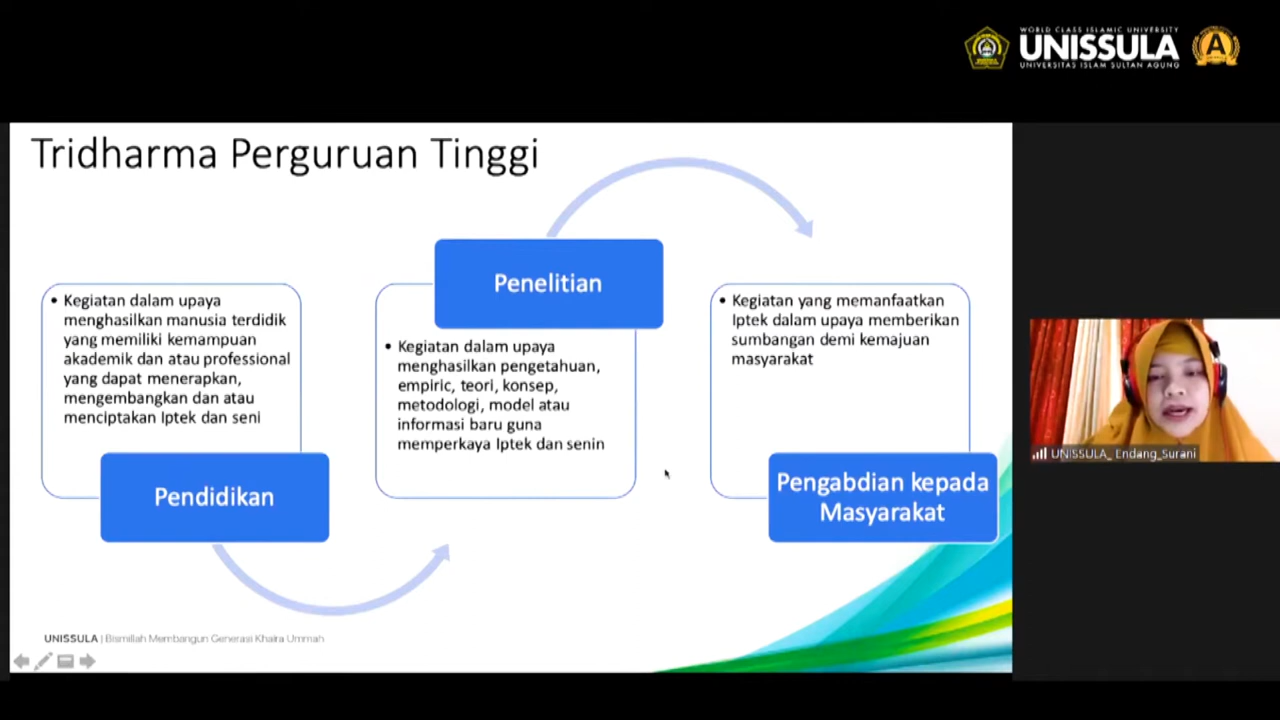 WORLD CLASS ISLAMIC UNIVERSITY
UNISSULA
UNIVERSITAS ISLAM SULTAN AGUNG
A
Tridharma Perguruan Tinggi
• Kegiatan dalam upaya
menghasilkan manusia terdidik
yang memiliki kemampuan
akademik dan atau professional
yang dapat menerapkan,
mengembangkan dan atau
menciptakan Iptek dan seni
Pendidikan
Penelitian
• Kegiatan dalam upaya
menghasilkan pengetahuan,
empiric, teori, konsep,
metodologi, model atau
informasi baru guna
memperkaya Iptek dan senin
• Kegiatan yang memanfaatkan
Iptek dalam upaya memberikan
sumbangan demi kemajuan
masyarakat
Pengabdian kepada
Masyarakat
UNISSULA_ Endang_Surani
UNISSULA | Bismillah Membangun Generasi Khaira Ummah